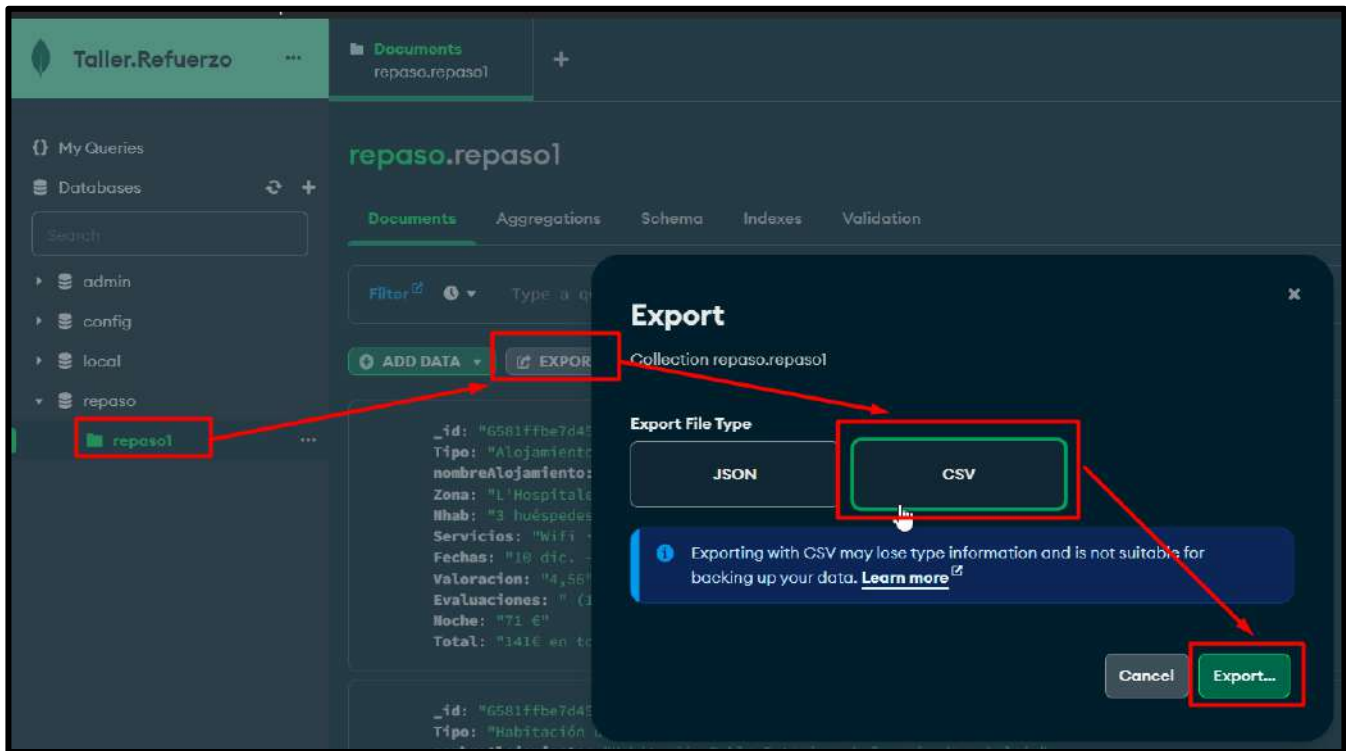 Taller.Refuerzo
Documents
repaso.repaso1
My Queries
Databases
Search
admin
config
local
repaso
repaso1
repaso.repaso1
Documents Aggregations Schema Indexes Validation
Filter Type a
ADD DATA EXPOR
_id: "6581ffbe7d45
Tipo: "Alojamiento
nombreAlojamiento:
Zona: "L'Hospitale
Nhab: "3 huéspedes
Servicios: "Wifi
Fechas: "10 dic. -
Valoracion: "4,56"
Evaluaciones: " (1
Noche: "71 €"
Total: "141€ en to
_id: "6581ffbe7d45
Tipo: "Habitación
Export
Collection repaso.repaso1
Export File Type
JSON CSV
Exporting with CSV may lose type information and is not suitable for
backing up your data. Learn more
Cancel Export...